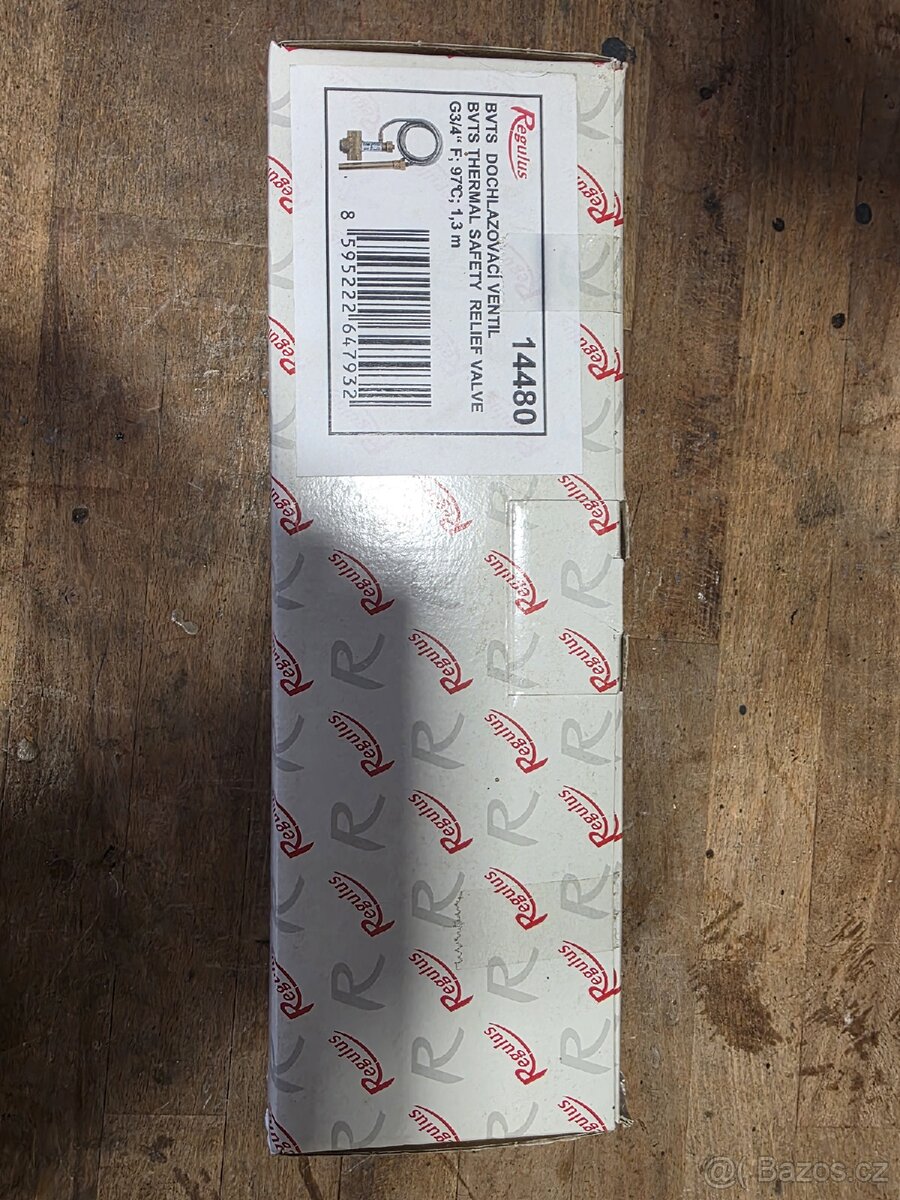 Regulus
14480
BVTS DOCHLAZOVACÍ VENTIL
BVTS THERMAL SAFETY RELIEF VALVE
G3/4" F; 97°C; 1,3 m
8 595222 647932
Regulus
R
@( Bazos.cz